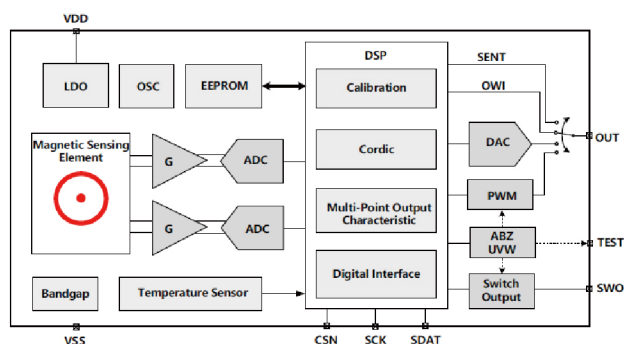 VDD
DSP
SENT
LDO
OSC
EEPROM
Calibration
OWI
Magnetic Sensing
Element
G
ADC
Cordic
DAC
OUT
Multi-Point Output
Characteristic
PWM
G
ADC
ABZ
UVW
TEST
Digital Interface
Bandgap
Temperature Sensor
Switch
Output
SWO
VSS
CSN
SCK
SDAT